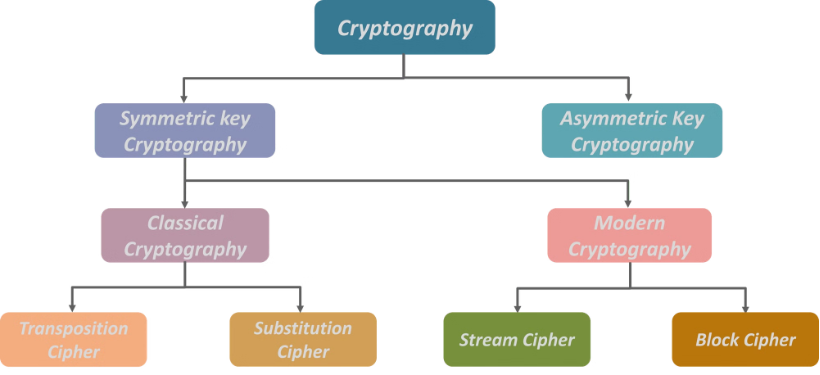 Cryptography
Symmetric key
Cryptography
Asymmetric Key
Cryptography
Classical
Cryptography
Modern
Cryptography
Transposition
Cipher
Substitution
Cipher
Stream Cipher
Block Cipher